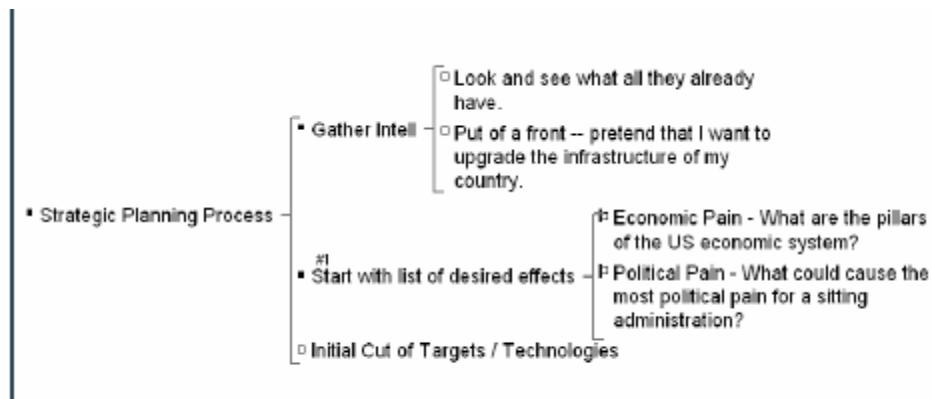 Look and see what all they already
have.
Gather Intell
Put of a front -- pretend that I want to
upgrade the infrastructure of my
country.
Strategic Planning Process
Economic Pain - What are the pillars
of the US economic system?
#1
Start with list of desired effects
Political Pain - What could cause the
most political pain for a sitting
administration?
Initial Cut of Targets / Technologies